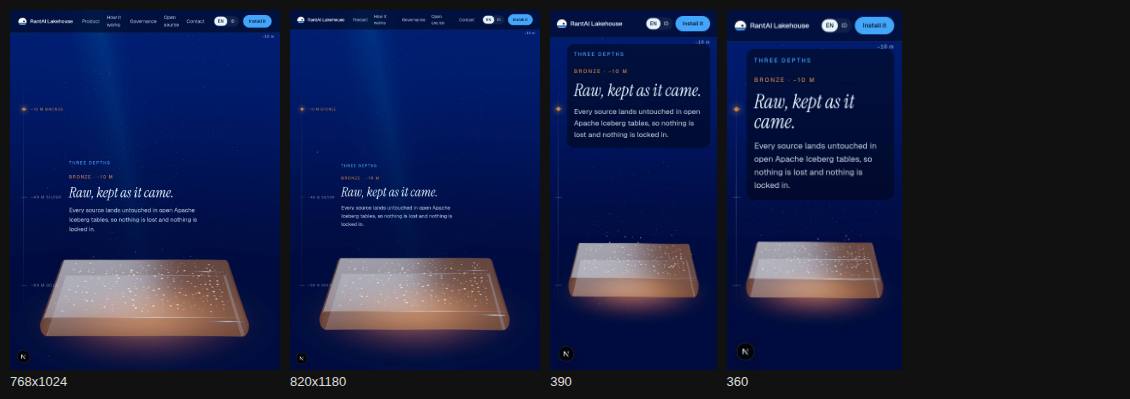 RantAI Lakehouse
Product
How it works
Governance
Open source
Contact
EN
ID
Install it
~10 m
~10 M BRONZE
THREE DEPTHS
BRONZE · ~10 M
Raw, kept as it came.
Every source lands untouched in open Apache
Iceberg tables, so nothing is lost and nothing is
locked in.
N
768x1024
RantAI Lakehouse
Product
How it works
Governance
Open source
Contact
EN
ID
Install it
~10 m
~10 M BRONZE
THREE DEPTHS
BRONZE · ~10 M
Raw, kept as it came.
Every source lands untouched in open Apache
Iceberg tables, so nothing is lost and nothing is
locked in.
N
820x1180
RantAI Lakehouse
EN
ID
Install it
~10 m
THREE DEPTHS
BRONZE · ~10 M
Raw, kept as it came.
Every source lands untouched in open
Apache Iceberg tables, so nothing is
lost and nothing is locked in.
N
390
RantAI Lakehouse
EN
ID
Install it
~10 m
THREE DEPTHS
BRONZE · ~10 M
Raw, kept as it
came.
Every source lands untouched in
open Apache Iceberg tables, so
nothing is lost and nothing is
locked in.
N
360